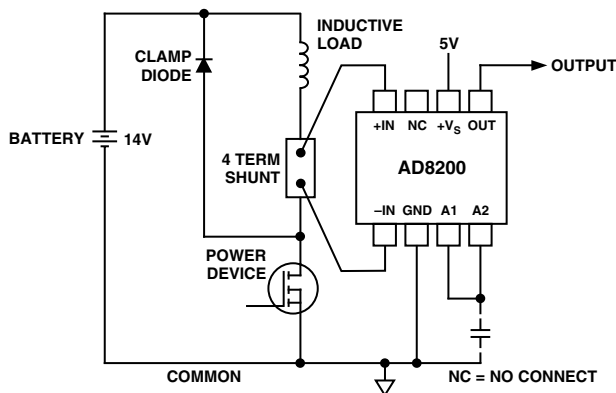 INDUCTIVE
LOAD
CLAMP
DIODE
5V
OUTPUT
+IN NC +VS OUT
BATTERY 14V
4 TERM
SHUNT
AD8200
–IN GND A1 A2
POWER
DEVICE
COMMON
NC = NO CONNECT